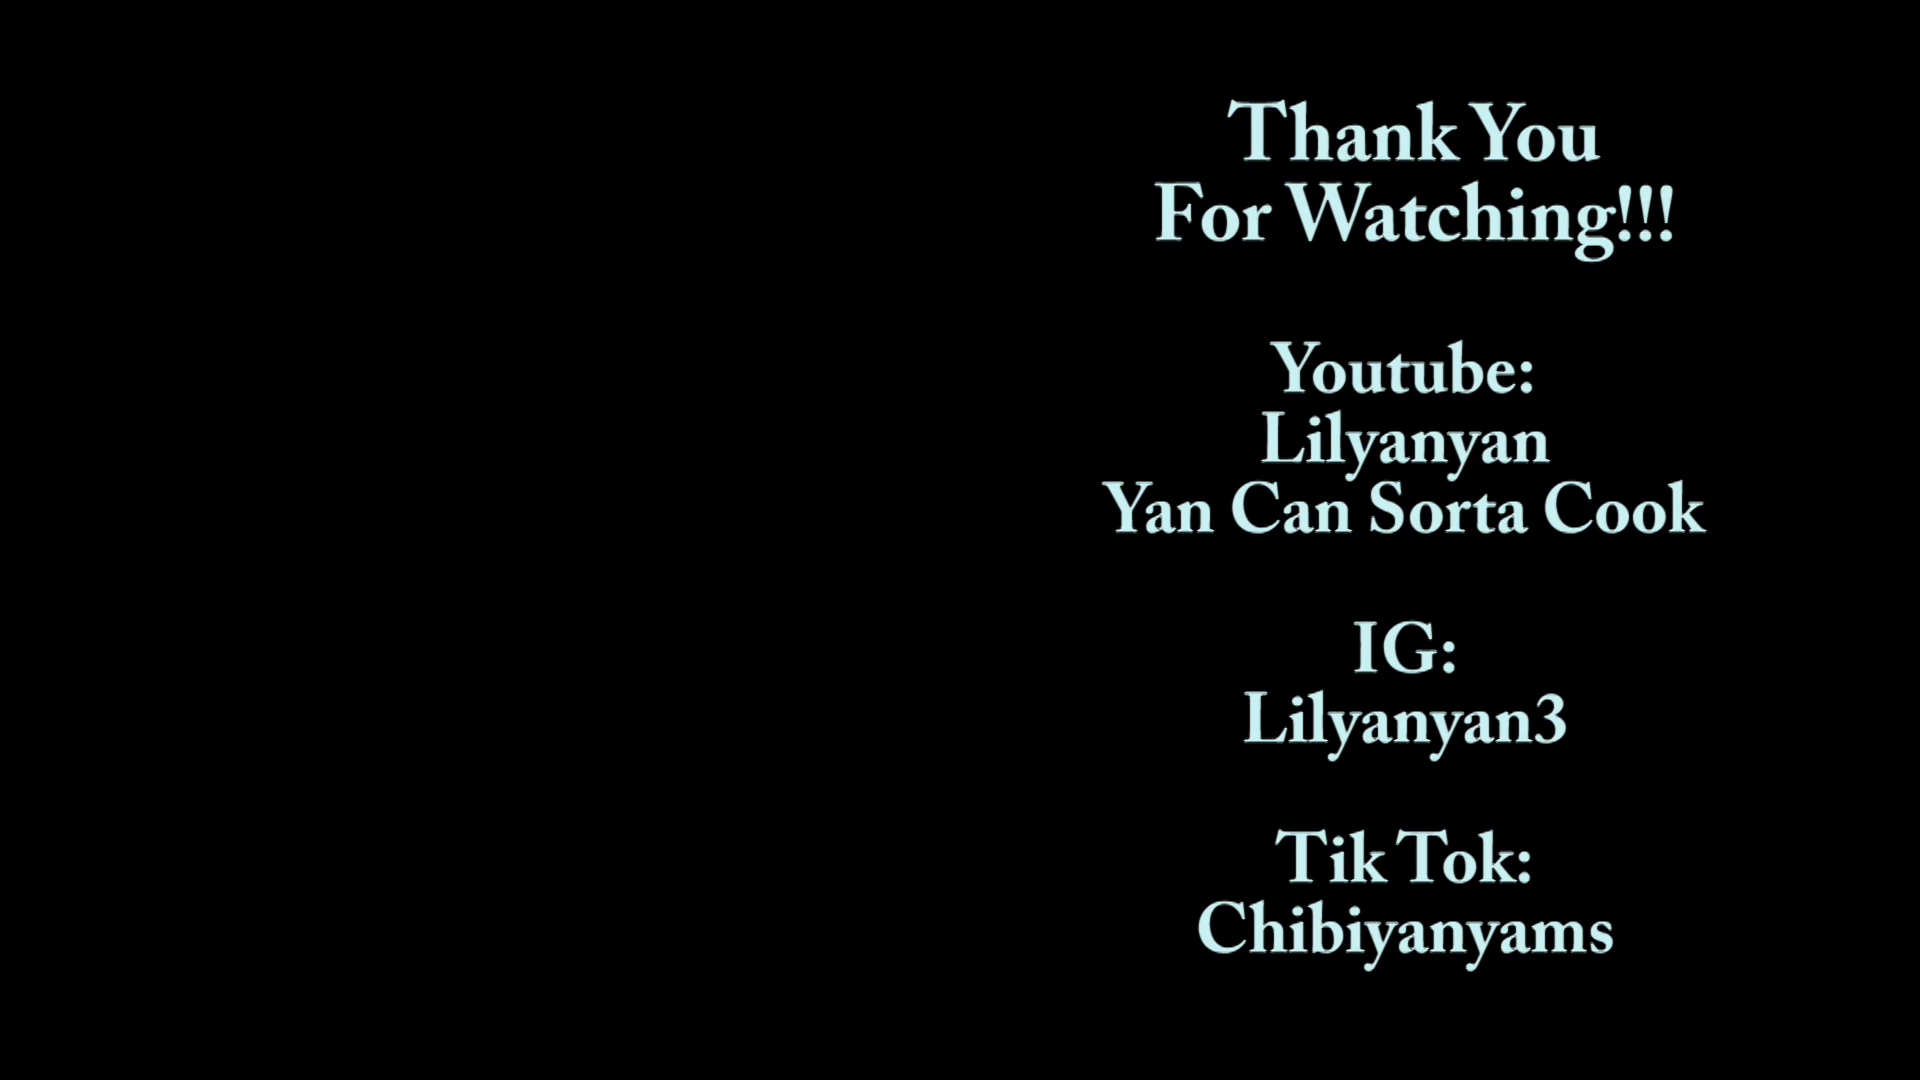 Thank You
For Watching!!!
Youtube:
Lilyanyan
Yan Can Sorta Cook
IG:
Lilyanyan3
Tik Tok:
Chibiyanyams